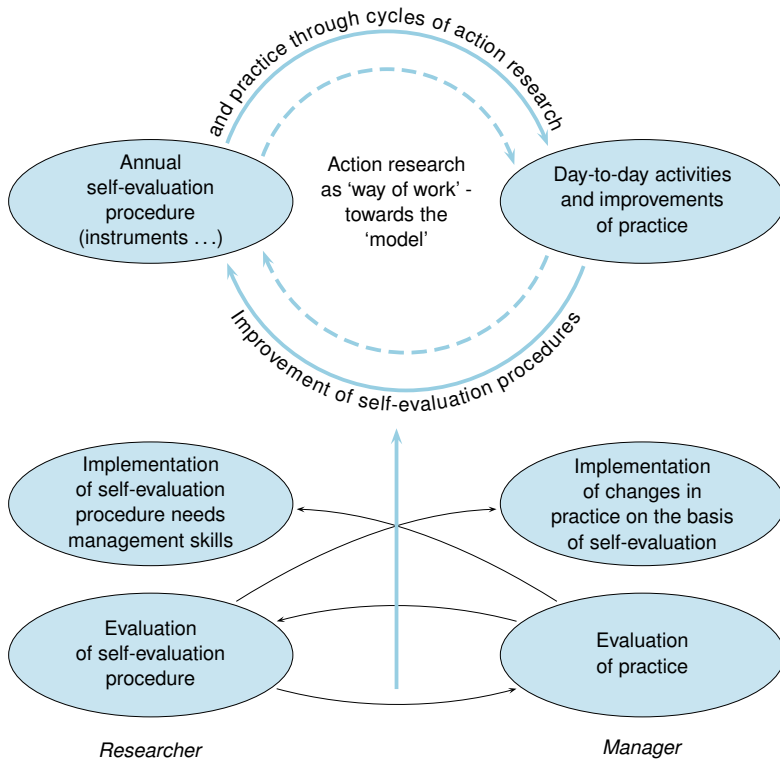 and practice through cycles of action research
Annual
self-evaluation
procedure
(instruments …)
Action research
as ‘way of work’ -
towards the
‘model’
Day-to-day activities
and improvements
of practice
Improvement of self-evaluation procedures
Implementation
of self-evaluation
procedure needs
management skills
Implementation
of changes in
practice on the basis
of self-evaluation
Evaluation
of self-evaluation
procedure
Evaluation
of practice
Researcher
Manager